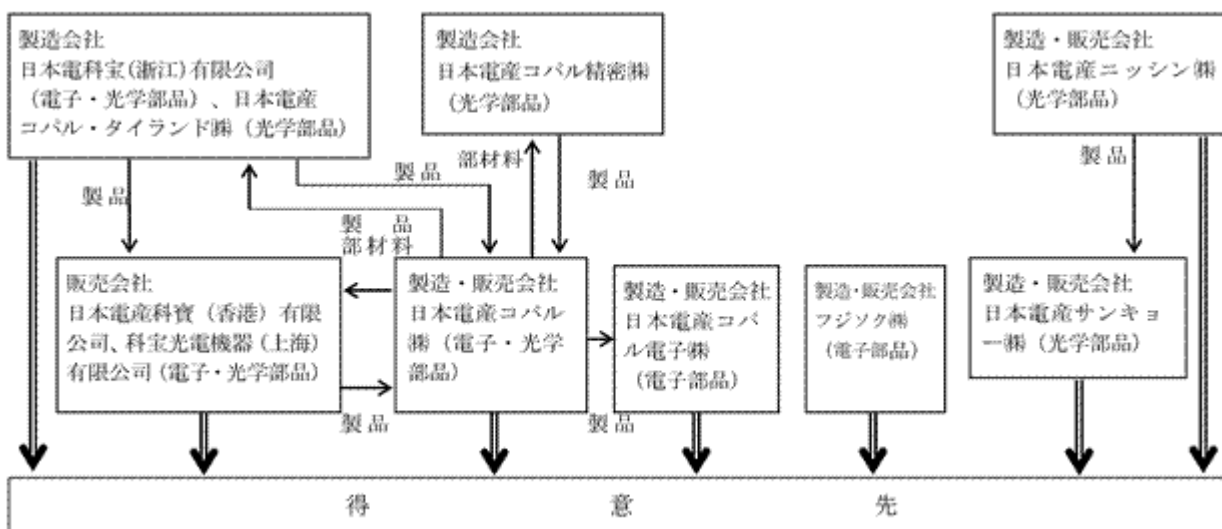 製造会社
日本電科宝(浙江)有限公司
（電子・光学部品）、日本電産
コパル・タイランド㈱（光学部品）
製造会社
日本電産コパル精密㈱
（光学部品）
製造・販売会社
日本電産ニッシン㈱
（光学部品）
製品
製品
製品
部材料
部材料
製品
製品
販売会社
日本電産科寶（香港）有限
公司、科宝光電機器(上海)
有限公司(電子・光学部品)
製造・販売会社
日本電産コパル
㈱（電子・光学
部品）
製造・販売会社
日本電産コパ
ル電子㈱
（電子部品）
製造・販売会社
フジソク㈱
（電子部品）
製造・販売会社
日本電産サンキョ
ー㈱（光学部品）
製品
製品
得意先